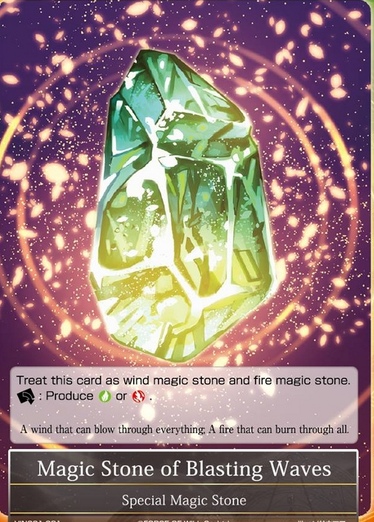 Treat this card as wind magic stone and fire magic stone.
: Produce or .
A wind that can blow through everything; A fire that can burn through all.
Magic Stone of Blasting Waves
Special Magic Stone